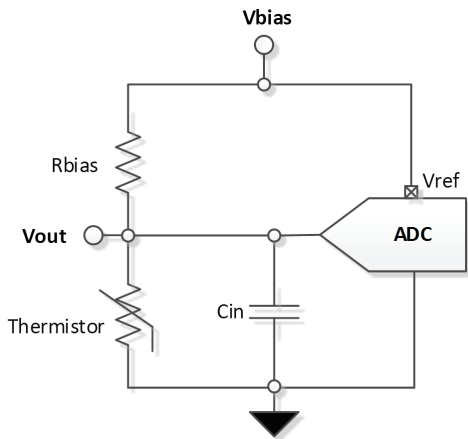 Vbias
Rbias
Vref
Vout
ADC
Cin
Thermistor